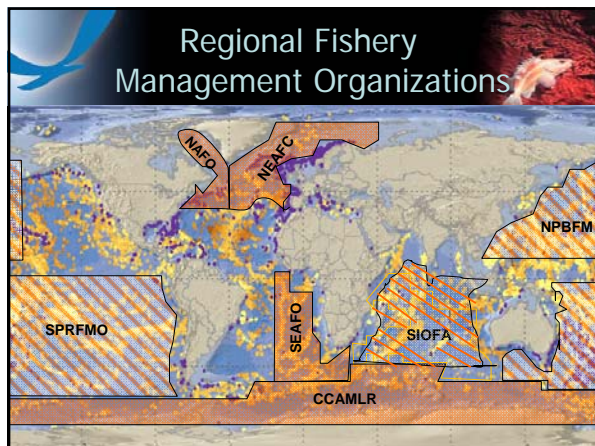 Regional Fishery
Management Organizations
NAFO
NEAFC
NPBFM
SPRFMO
SEAFO
SIOFA
CCAMLR